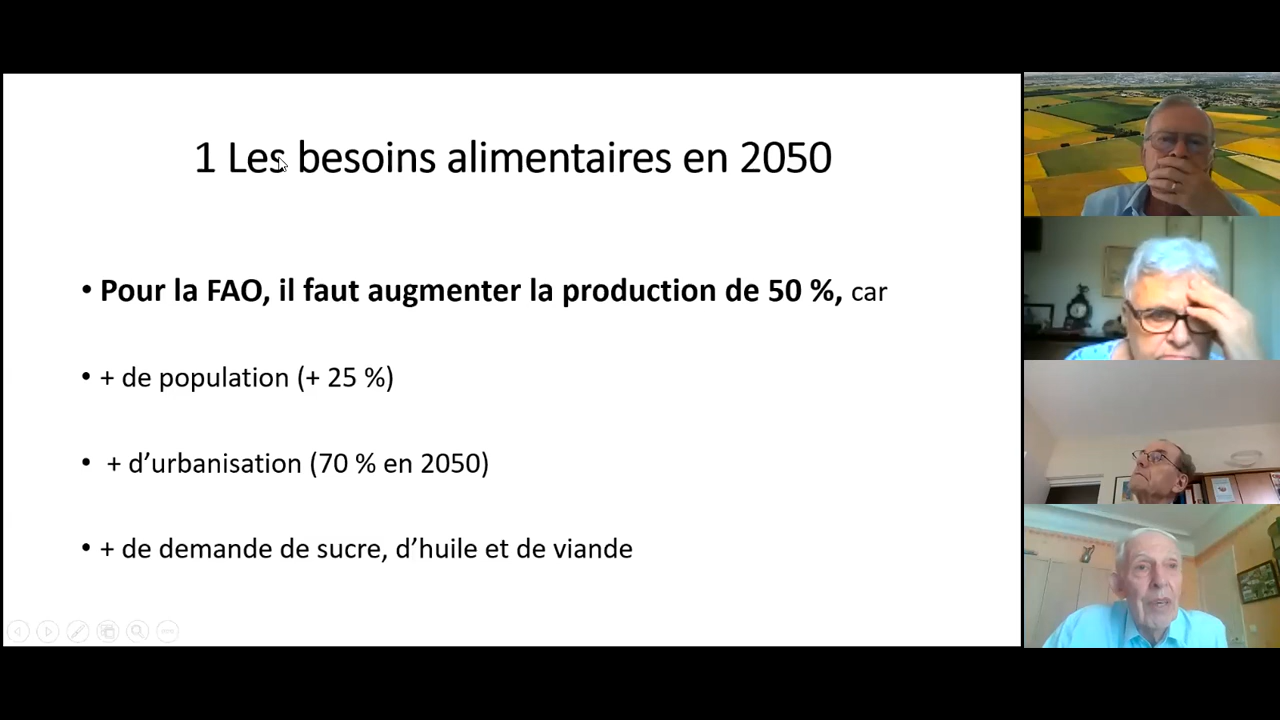 1 Les besoins alimentaires en 2050
• Pour la FAO, il faut augmenter la production de 50 %, car
• + de population (+ 25 %)
• + d’urbanisation (70 % en 2050)
• + de demande de sucre, d’huile et de viande